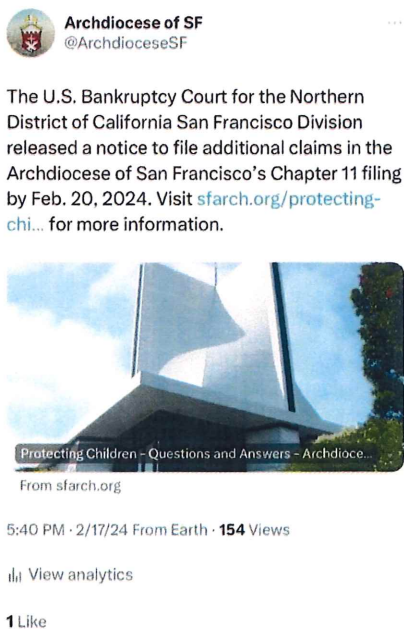 Archdiocese of SF
@ArchdioceseSF
The U.S. Bankruptcy Court for the Northern
District of California San Francisco Division
released a notice to file additional claims in the
Archdiocese of San Francisco's Chapter 11 filing
by Feb. 20, 2024. Visit sfarch.org/protecting-
chi... for more information.
Protecting Children - Questions and Answers - Archdioce...
From sfarch.org
5:40 PM · 2/17/24 From Earth · 154 Views
View analytics
1 Like